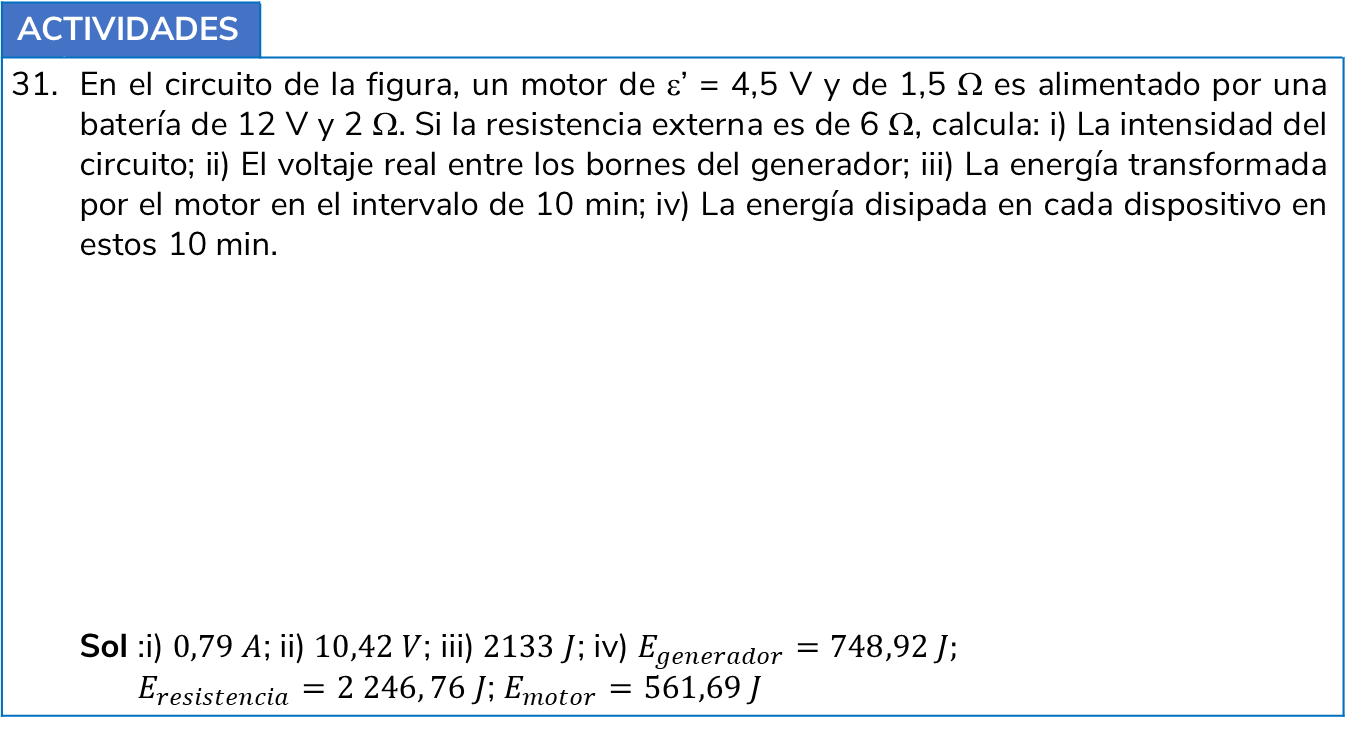 ACTIVIDADES
31. En el circuito de la figura, un motor de ε’ = 4,5 V y de 1,5 Ω es alimentado por una
batería de 12 V y 2 Ω. Si la resistencia externa es de 6 Ω, calcula: i) La intensidad del
circuito; ii) El voltaje real entre los bornes del generador; iii) La energía transformada
por el motor en el intervalo de 10 min; iv) La energía disipada en cada dispositivo en
estos 10 min.
Sol :i) 0,79 A; ii) 10,42 V; iii) 2133 J; iv) E_generador = 748,92 J;
E_resistencia = 2 246,76 J; E_motor = 561,69 J